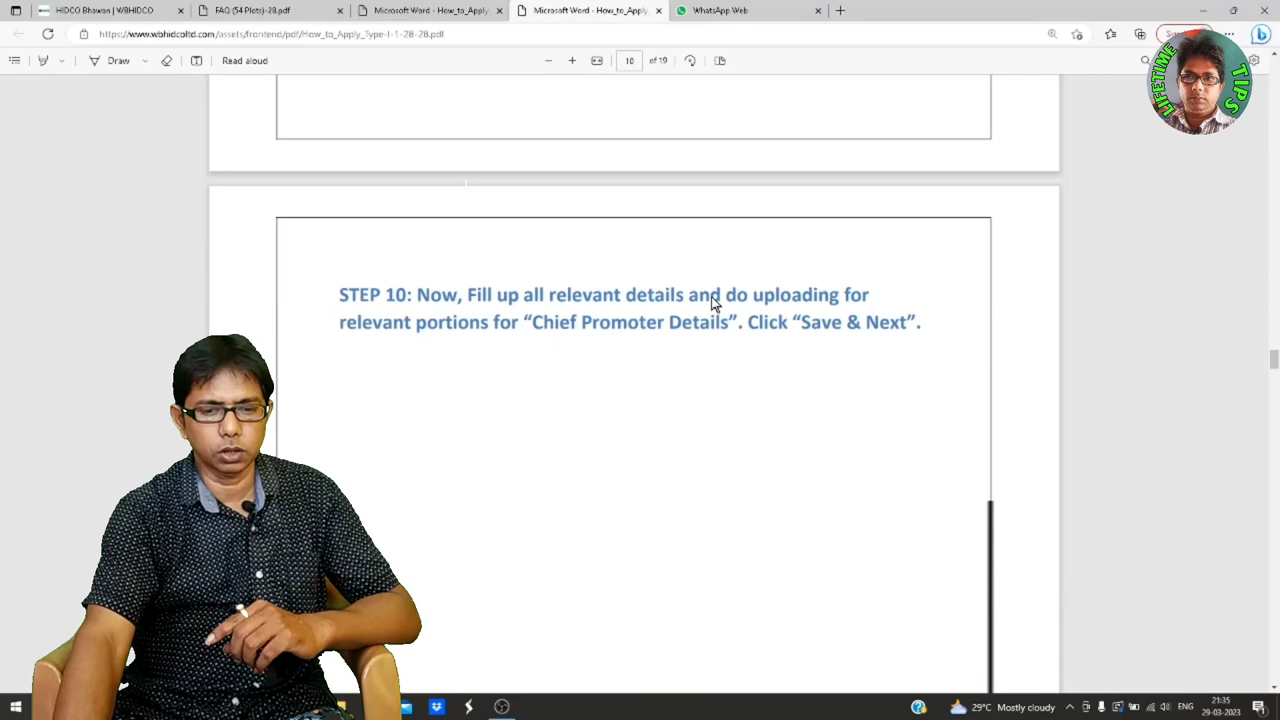 HIDCO Bhawan | WBHIDCO
FAQ (54 Plots)-28.pdf
Microsoft Word - How_to_Apply_
Microsoft Word - How_to_Apply_
WhatsApp Web
https://www.wbhidcoltd.com/assets/frontend/pdf/How_to_Apply_Type-I-1-28-28.pdf
Draw
Read aloud
10 of 19
LIFETIME TIPS
STEP 10: Now, Fill up all relevant details and do uploading for
relevant portions for “Chief Promoter Details”. Click “Save & Next”.
29°C Mostly cloudy
ENG
21:35
29-03-2023